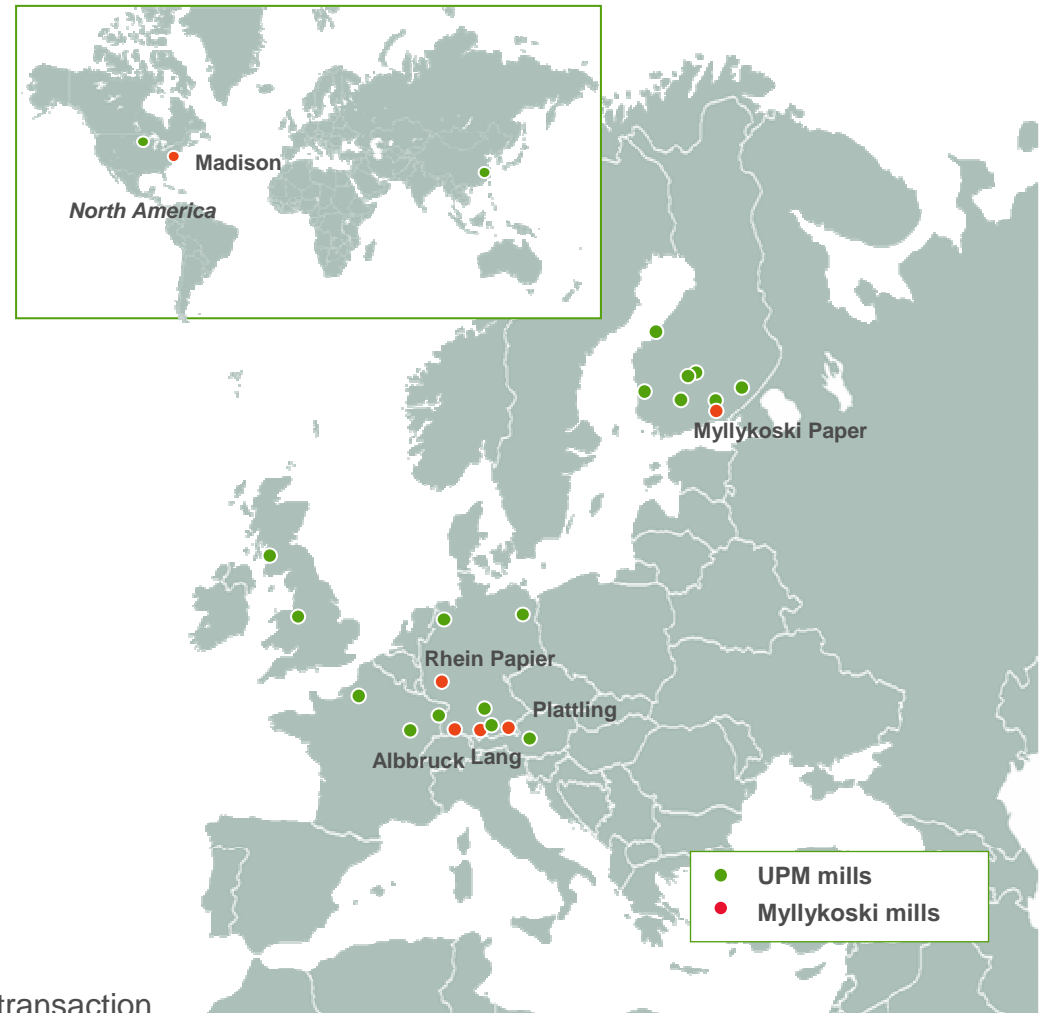 Madison
North America
Myllykoski Paper
Rhein Papier
Plattling
Albbruck
Lang
UPM mills
Myllykoski mills
transaction